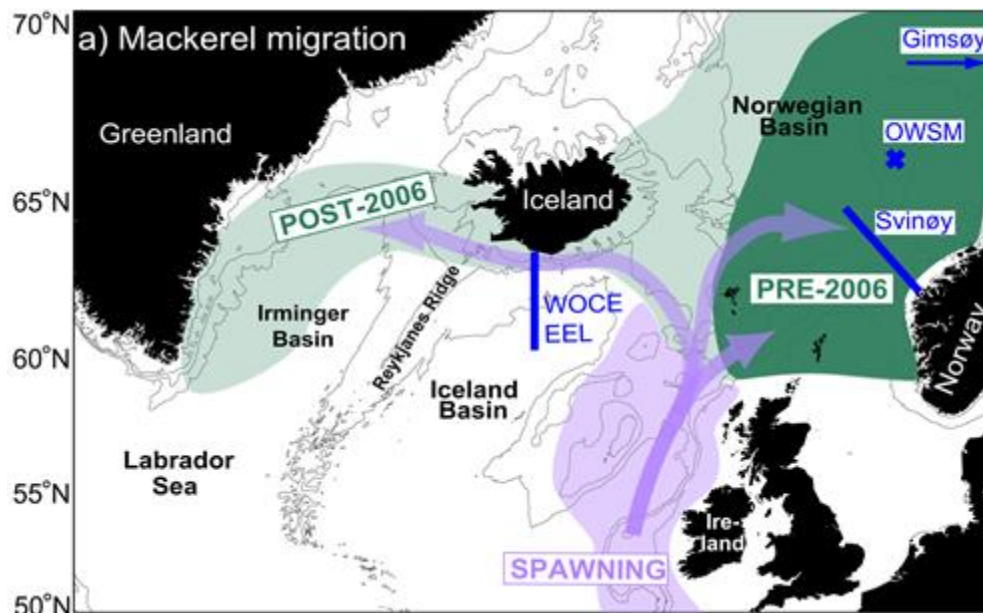 a) Mackerel migration
70°N
65°N
60°N
55°N
50°N
Greenland
Iceland
Norwegian
Basin
Gimsøy
OWSM
Svinøy
POST-2006
PRE-2006
Irminger
Basin
Reykjanes Ridge
WOCE
EEL
Iceland
Basin
Norway
Labrador
Sea
Ire-
land
SPAWNING